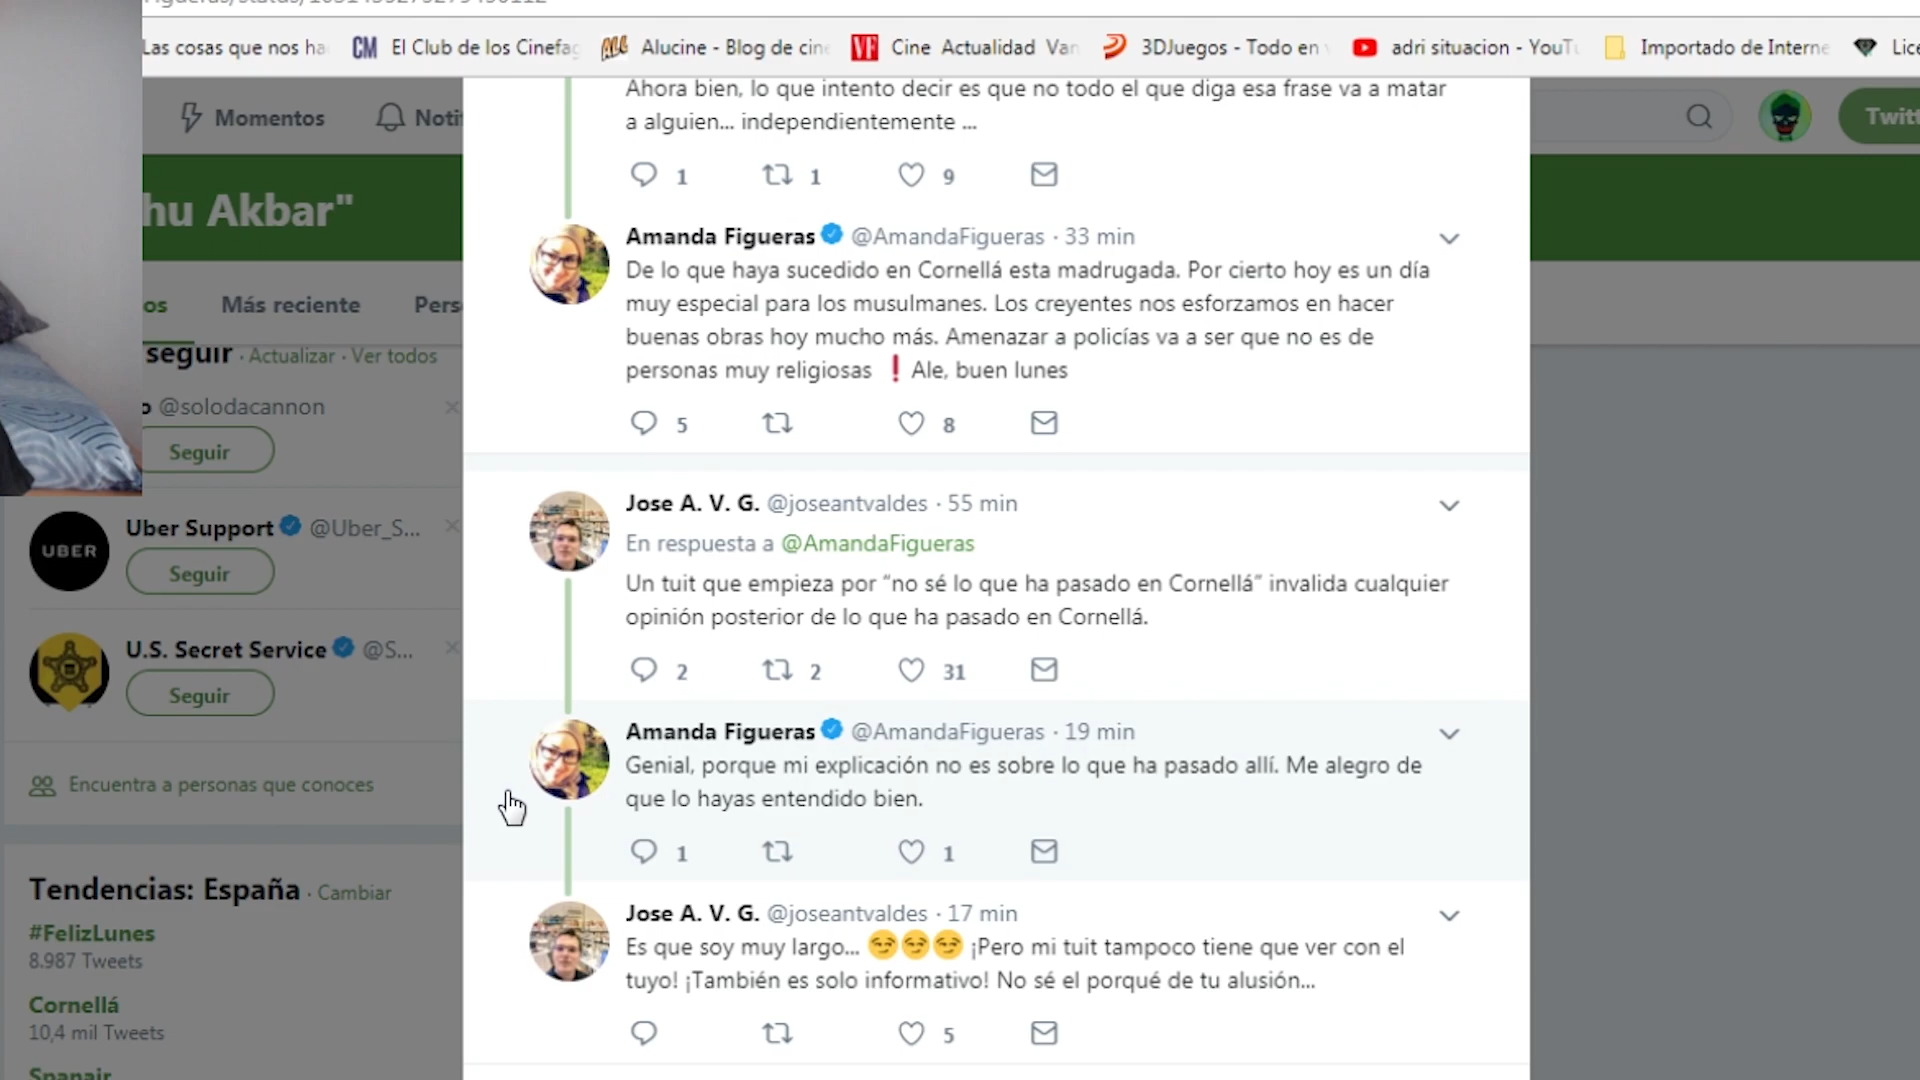 Las cosas que nos ha
CM El Club de los Cinefag
Alucine - Blog de cine
VF Cine Actualidad Van
3DJuegos - Todo en
adri situacion - YouTu
Importado de Interne
Lice
Momentos
Noti
Twitt
hu Akbar"
os
Más reciente
Pers
seguir · Actualizar · Ver todos
o @solodacannon
Seguir
UBER
Uber Support @Uber_S...
Seguir
U.S. Secret Service @S...
Seguir
Encuentra a personas que conoces
Tendencias: España · Cambiar
#FelizLunes
8.987 Tweets
Cornellá
10,4 mil Tweets
Spanair
Ahora bien, lo que intento decir es que no todo el que diga esa frase va a matar
a alguien... independientemente ...
1 1 9
Amanda Figueras @AmandaFigueras · 33 min
De lo que haya sucedido en Cornellá esta madrugada. Por cierto hoy es un día
muy especial para los musulmanes. Los creyentes nos esforzamos en hacer
buenas obras hoy mucho más. Amenazar a policías va a ser que no es de
personas muy religiosas ❗ Ale, buen lunes
5 8
Jose A. V. G. @joseantvaldes · 55 min
En respuesta a @AmandaFigueras
Un tuit que empieza por “no sé lo que ha pasado en Cornellá” invalida cualquier
opinión posterior de lo que ha pasado en Cornellá.
2 2 31
Amanda Figueras @AmandaFigueras · 19 min
Genial, porque mi explicación no es sobre lo que ha pasado allí. Me alegro de
que lo hayas entendido bien.
1 1
Jose A. V. G. @joseantvaldes · 17 min
Es que soy muy largo... 😏😏😏 ¡Pero mi tuit tampoco tiene que ver con el
tuyo! ¡También es solo informativo! No sé el porqué de tu alusión...
5